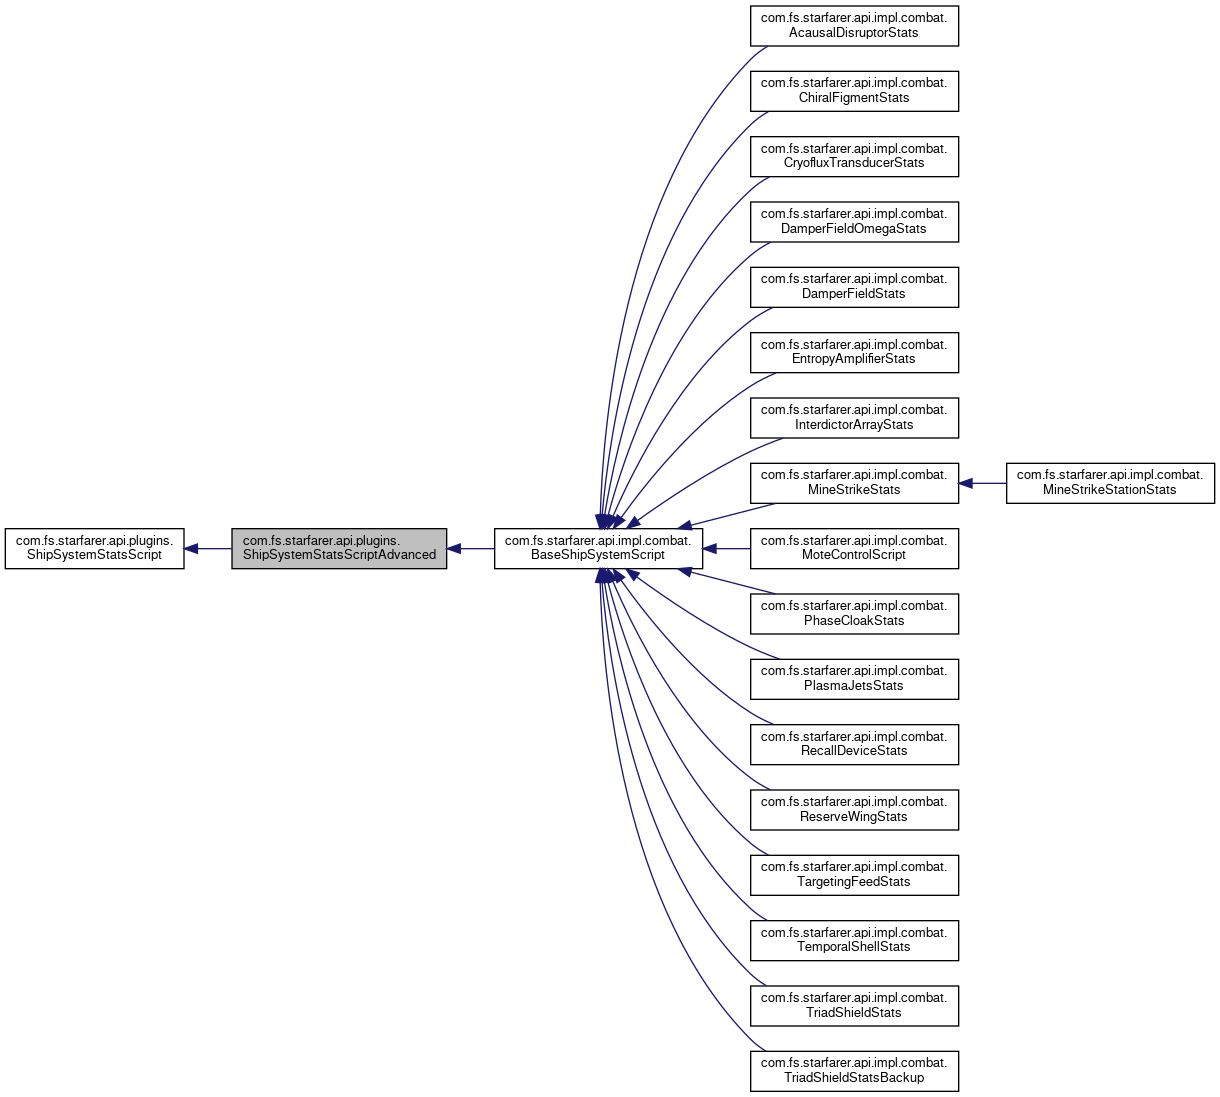 com.fs.starfarer.api.plugins.
ShipSystemStatsScript
com.fs.starfarer.api.plugins.
ShipSystemStatsScriptAdvanced
com.fs.starfarer.api.impl.combat.
BaseShipSystemScript
com.fs.starfarer.api.impl.combat.
AcausalDisruptorStats
com.fs.starfarer.api.impl.combat.
ChiralFigmentStats
com.fs.starfarer.api.impl.combat.
CryofluxTransducerStats
com.fs.starfarer.api.impl.combat.
DamperFieldOmegaStats
com.fs.starfarer.api.impl.combat.
DamperFieldStats
com.fs.starfarer.api.impl.combat.
EntropyAmplifierStats
com.fs.starfarer.api.impl.combat.
InterdictorArrayStats
com.fs.starfarer.api.impl.combat.
MineStrikeStats
com.fs.starfarer.api.impl.combat.
MineStrikeStationStats
com.fs.starfarer.api.impl.combat.
MoteControlScript
com.fs.starfarer.api.impl.combat.
PhaseCloakStats
com.fs.starfarer.api.impl.combat.
PlasmaJetsStats
com.fs.starfarer.api.impl.combat.
RecallDeviceStats
com.fs.starfarer.api.impl.combat.
ReserveWingStats
com.fs.starfarer.api.impl.combat.
TargetingFeedStats
com.fs.starfarer.api.impl.combat.
TemporalShellStats
com.fs.starfarer.api.impl.combat.
TriadShieldStats
com.fs.starfarer.api.impl.combat.
TriadShieldStatsBackup